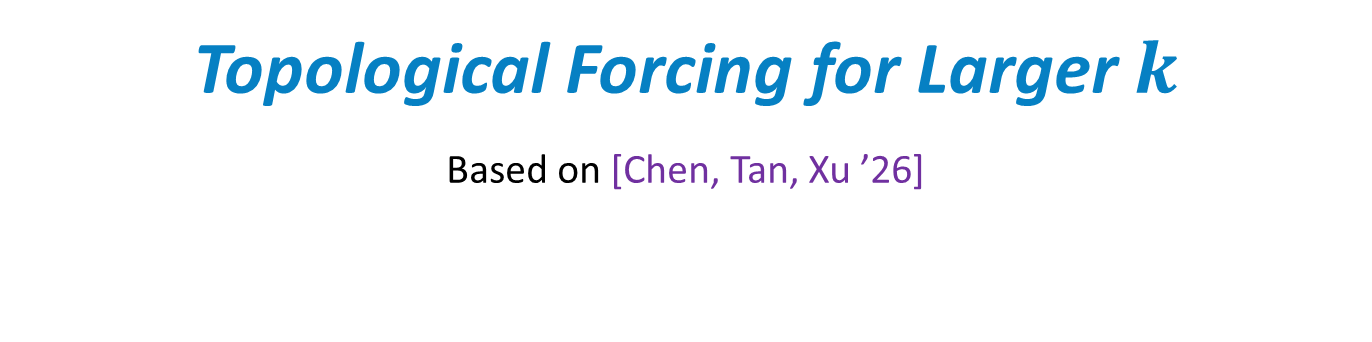 Topological Forcing for Larger k
Based on [Chen, Tan, Xu ’26]